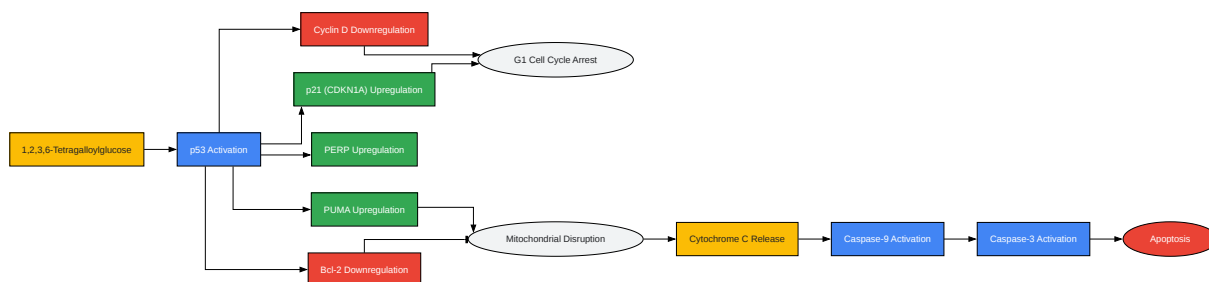 Cyclin D Downregulation
G1 Cell Cycle Arrest
p21 (CDKN1A) Upregulation
1,2,3,6-Tetragalloylglucose
p53 Activation
PERP Upregulation
PUMA Upregulation
Mitochondrial Disruption
Cytochrome C Release
Caspase-9 Activation
Caspase-3 Activation
Apoptosis
Bcl-2 Downregulation